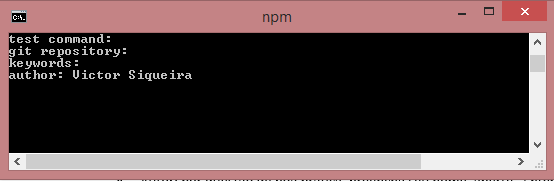 npm
test command:
git repository:
keywords:
author: Victor Siqueira